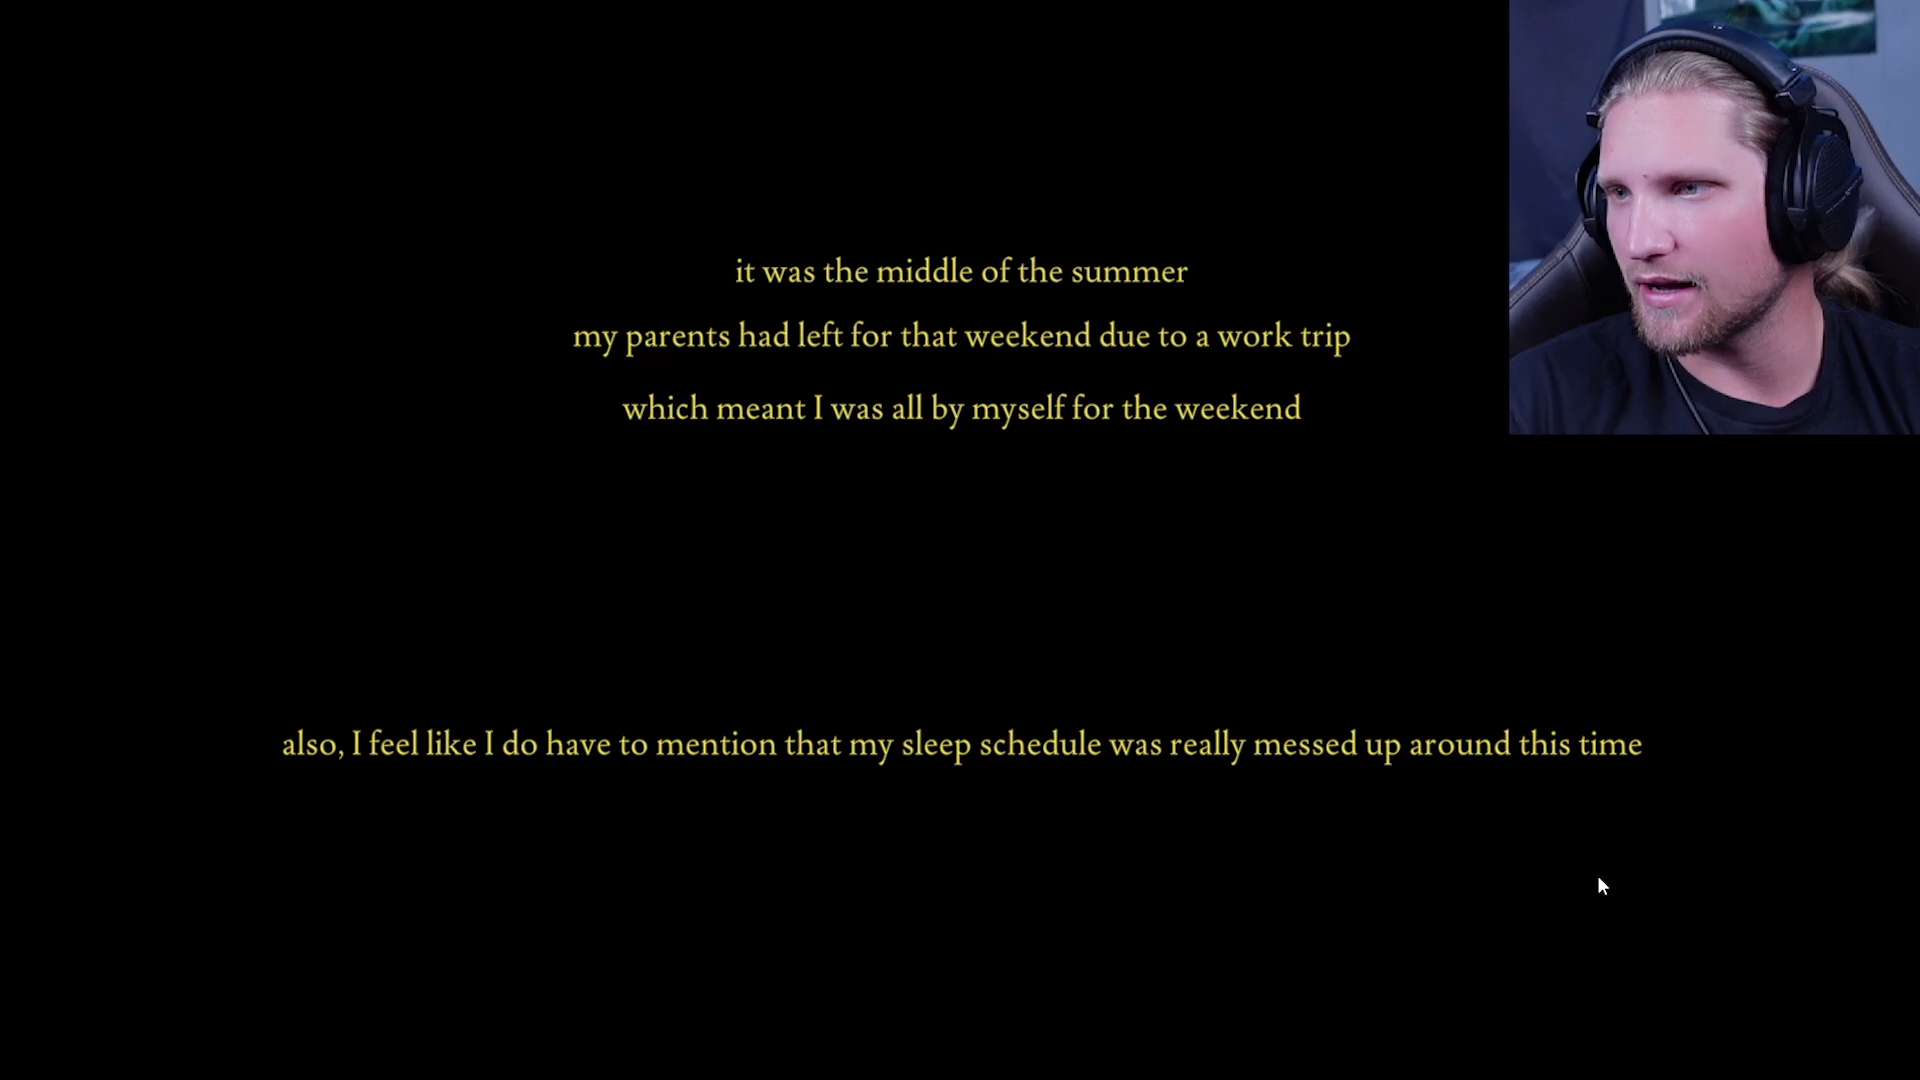 it was the middle of the summer
my parents had left for that weekend due to a work trip
which meant I was all by myself for the weekend
also, I feel like I do have to mention that my sleep schedule was really messed up around this time